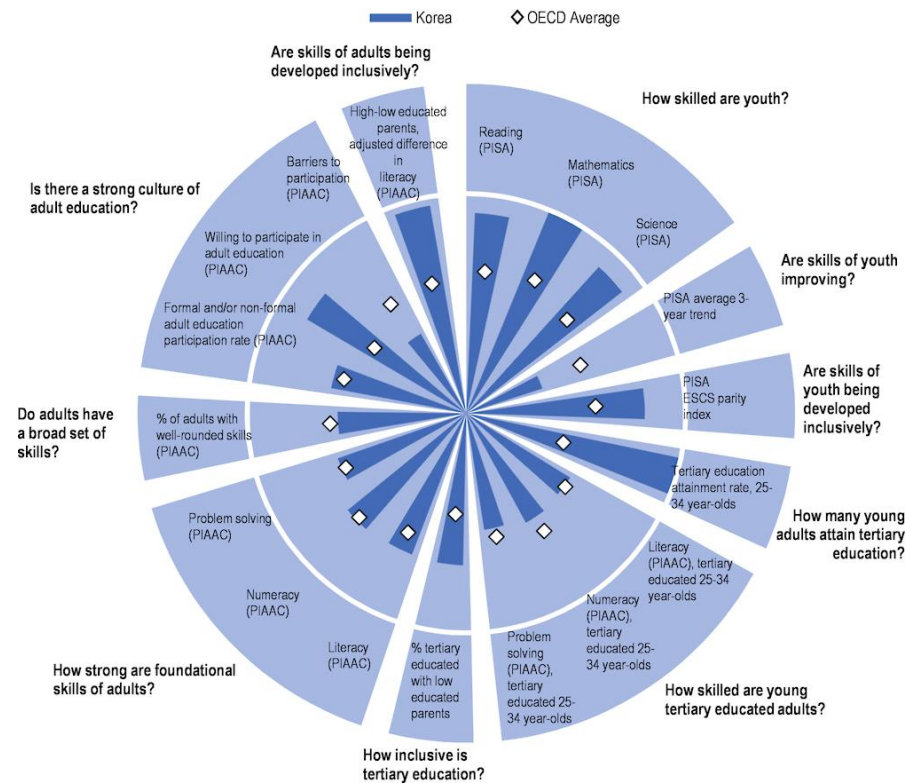 Korea
OECD Average
Are skills of adults being
developed inclusively?
High-low educated
parents,
adjusted difference
in
literacy
(PIAAC)
How skilled are youth?
Reading
(PISA)
Mathematics
(PISA)
Science
(PISA)
Are skills of youth
improving?
PISA average 3-
year trend
Are skills of
youth being
developed
inclusively?
PISA
ESCS parity
index
How many young
adults attain tertiary
education?
Tertiary education
attainment rate, 25-
34 year-olds
How skilled are young
tertiary educated adults?
Literacy (PIAAC), tertiary
educated 25-34
year-olds
Numeracy (PIAAC),
tertiary
educated 25-
34 year-olds
Problem
solving
(PIAAC),
tertiary
educated 25-
34 year-olds
How inclusive is
tertiary education?
% tertiary
educated
with low
educated
parents
How strong are foundational
skills of adults?
Literacy
(PIAAC)
Numeracy
(PIAAC)
Problem solving
(PIAAC)
Do adults have
a broad set of
skills?
% of adults with
well-rounded skills
(PIAAC)
Is there a strong culture of
adult education?
Formal and/or non-formal
adult education
participation rate (PIAAC)
Willing to participate in
adult education
(PIAAC)
Barriers to
participation
(PIAAC)